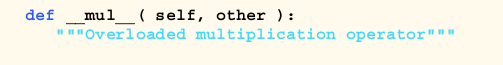 def __mul__( self, other ):
"""Overloaded multiplication operator"""